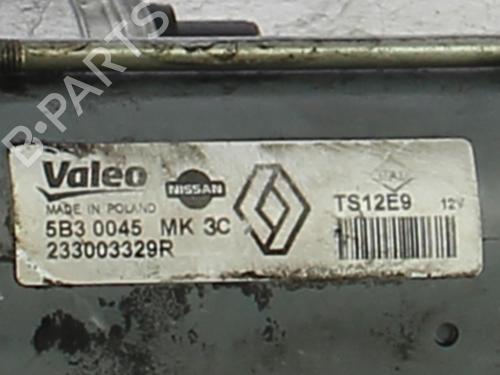 B-PARTS
Valeo
NISSAN
MADE IN POLAND
5B3 0045 MK 3C
233003329R
TS12E9 12V